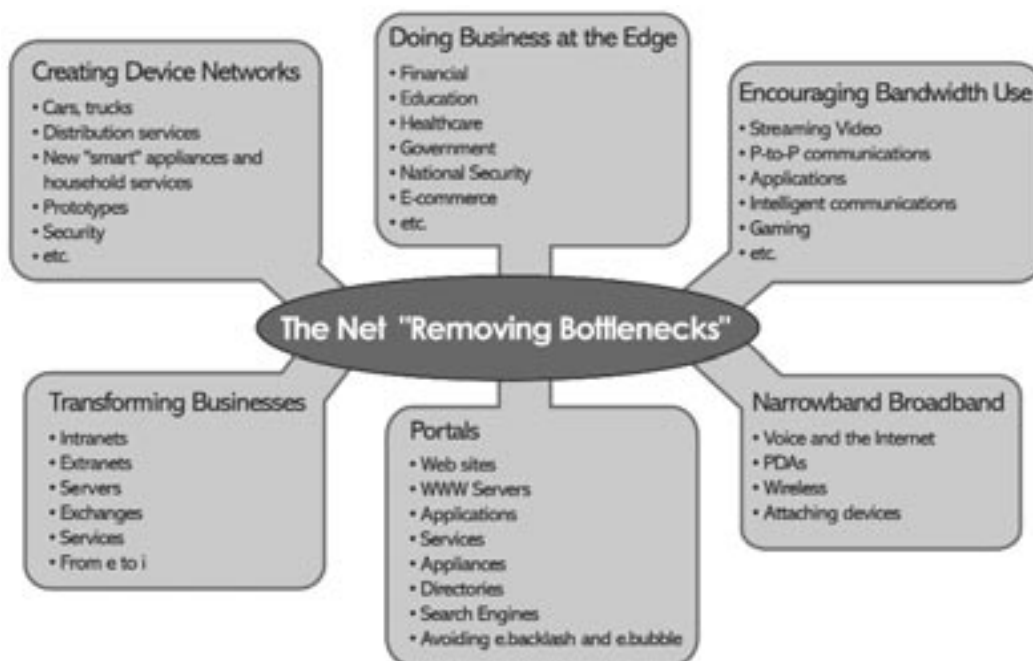 Creating Device Networks
• Cars, trucks
• Distribution services
• New "smart" appliances and
household services
• Prototypes
• Security
• etc.
Doing Business at the Edge
• Financial
• Education
• Healthcare
• Government
• National Security
• E-commerce
• etc.
Encouraging Bandwidth Use
• Streaming Video
• P-to-P communications
• Applications
• Intelligent communications
• Gaming
• etc.
The Net "Removing Bottlenecks"
Transforming Businesses
• Intranets
• Extranets
• Servers
• Exchanges
• Services
• From e to i
Portals
• Web sites
• WWW Servers
• Applications
• Services
• Appliances
• Directories
• Search Engines
• Avoiding e.backlash and e.bubble
Narrowband Broadband
• Voice and the Internet
• PDAs
• Wireless
• Attaching devices